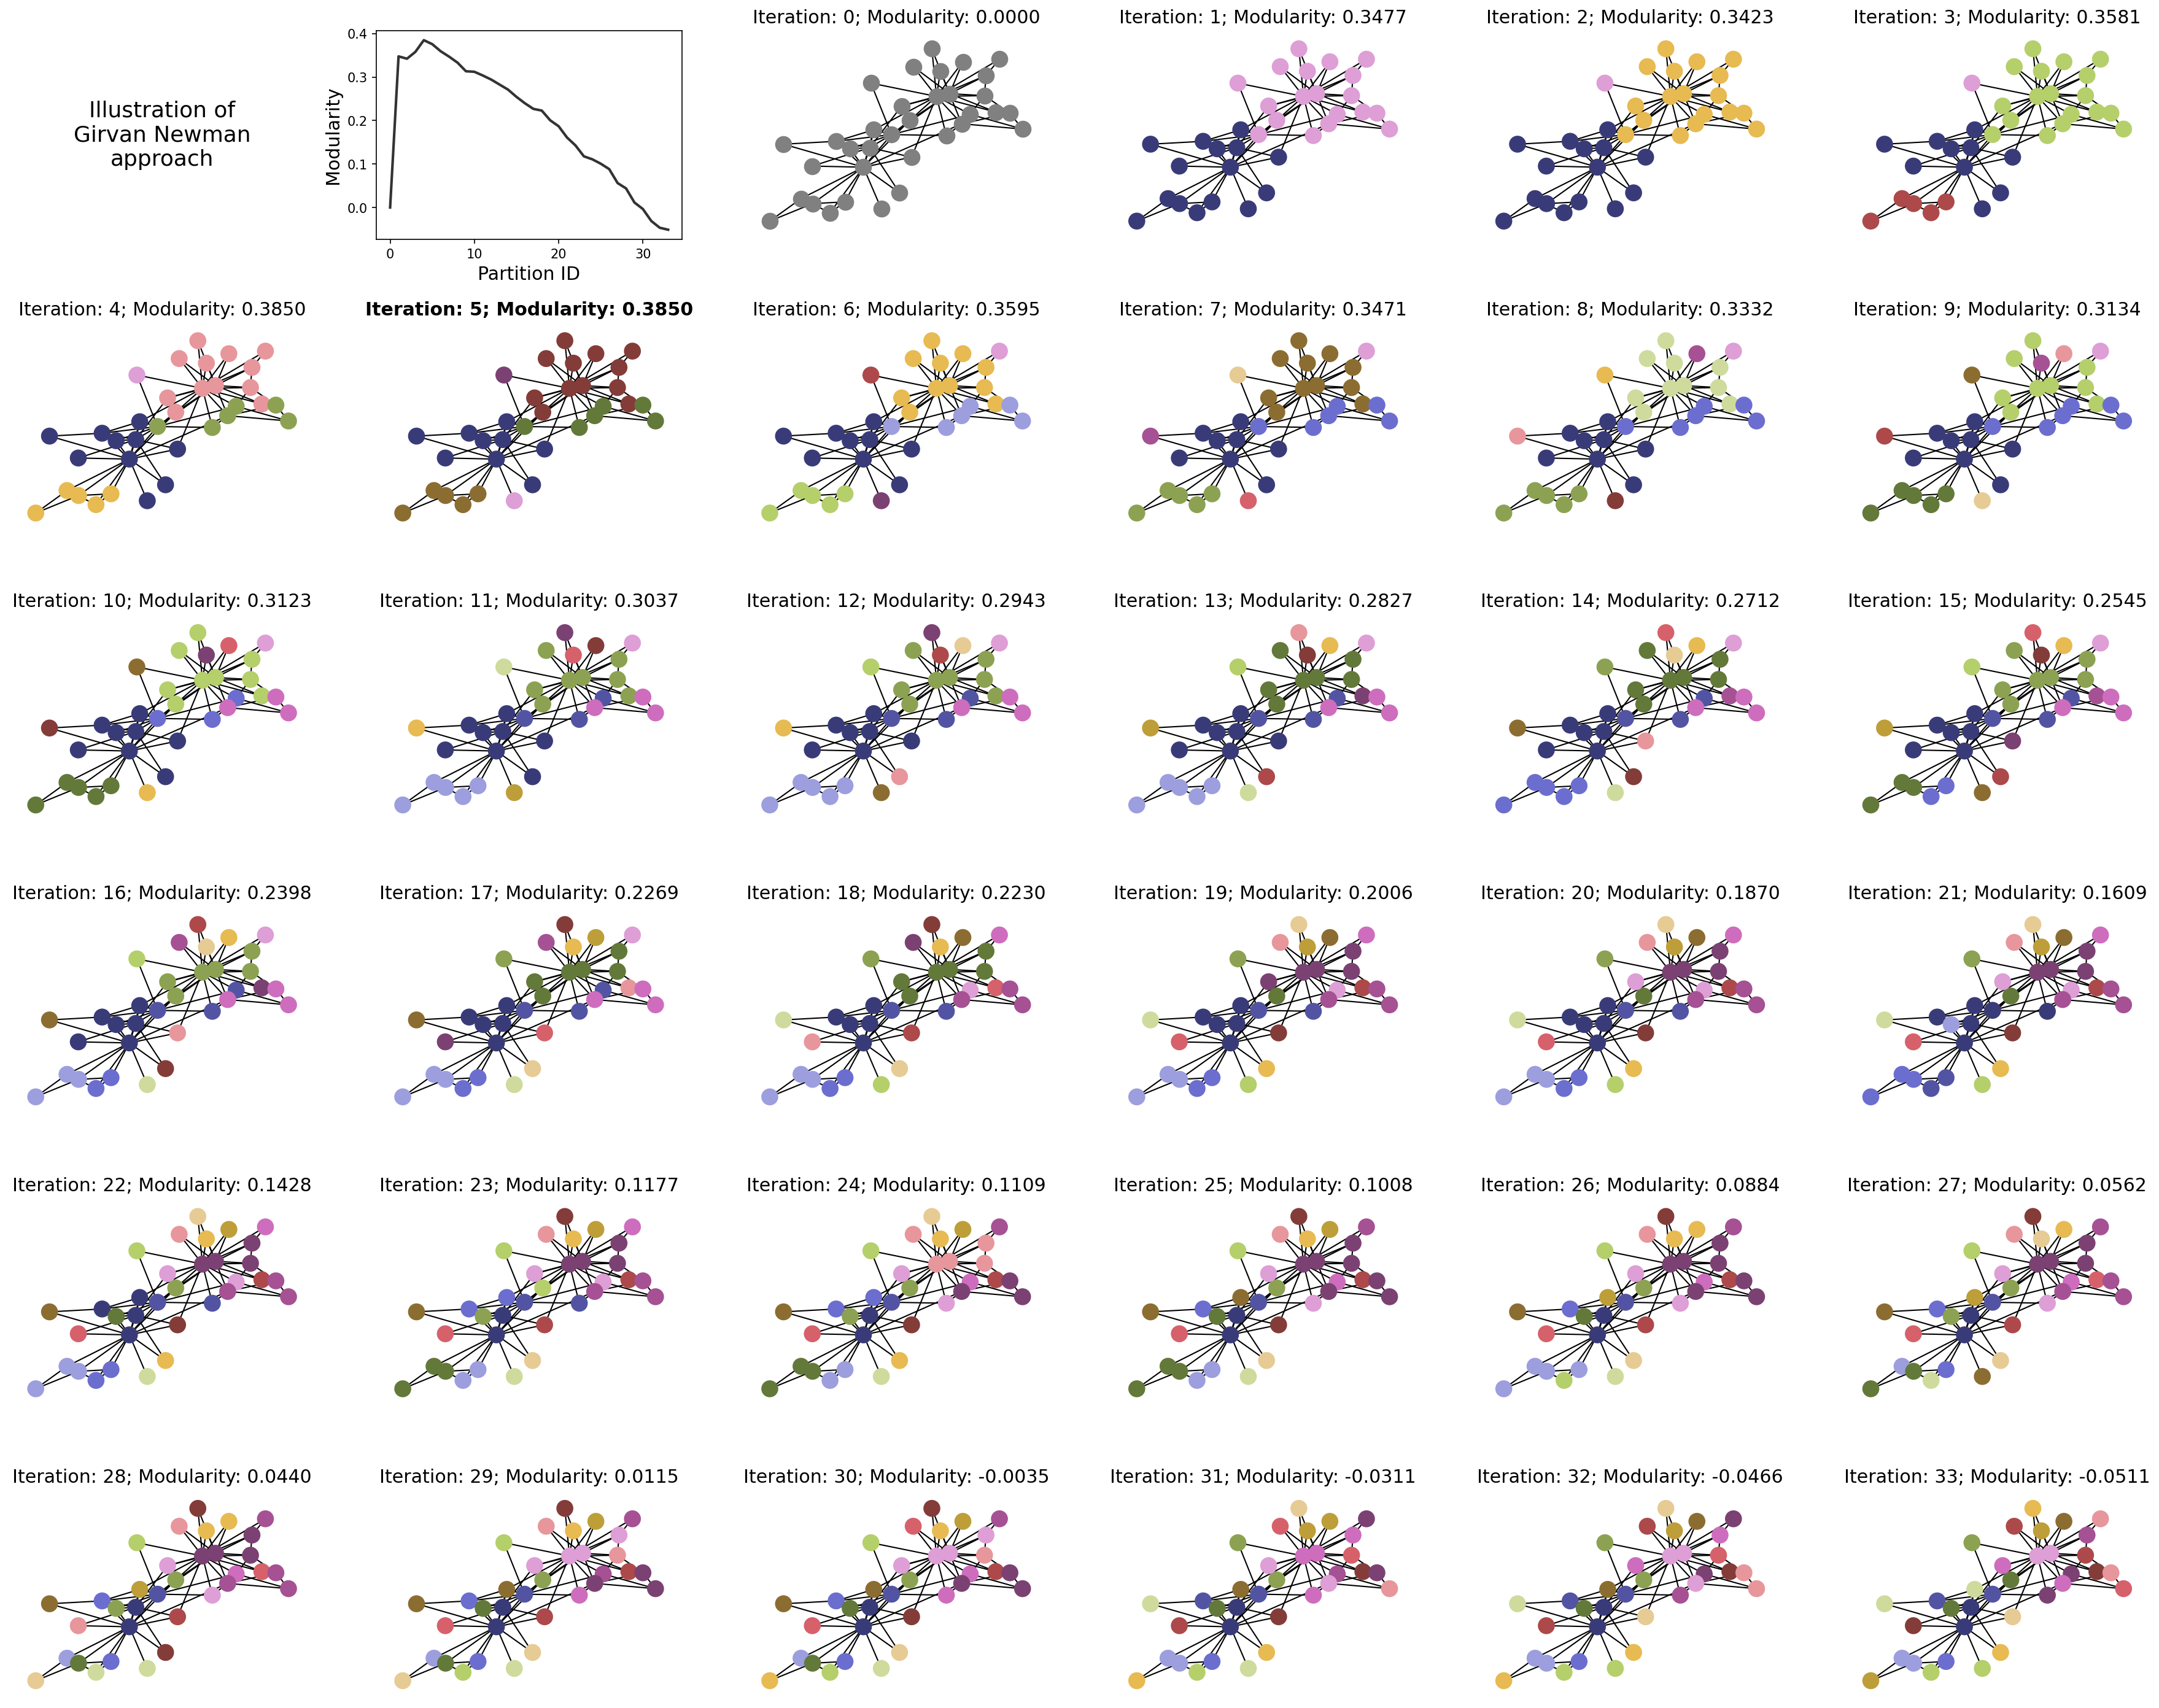 Illustration of
Girvan Newman
approach
0.4
0.3
0.2
0.1
0.0
Modularity
0
10
20
30
Partition ID
Iteration: 0; Modularity: 0.0000
Iteration: 1; Modularity: 0.3477
Iteration: 2; Modularity: 0.3423
Iteration: 3; Modularity: 0.3581
Iteration: 4; Modularity: 0.3850
Iteration: 5; Modularity: 0.3850
Iteration: 6; Modularity: 0.3595
Iteration: 7; Modularity: 0.3471
Iteration: 8; Modularity: 0.3332
Iteration: 9; Modularity: 0.3134
Iteration: 10; Modularity: 0.3123
Iteration: 11; Modularity: 0.3037
Iteration: 12; Modularity: 0.2943
Iteration: 13; Modularity: 0.2827
Iteration: 14; Modularity: 0.2712
Iteration: 15; Modularity: 0.2545
Iteration: 16; Modularity: 0.2398
Iteration: 17; Modularity: 0.2269
Iteration: 18; Modularity: 0.2230
Iteration: 19; Modularity: 0.2006
Iteration: 20; Modularity: 0.1870
Iteration: 21; Modularity: 0.1609
Iteration: 22; Modularity: 0.1428
Iteration: 23; Modularity: 0.1177
Iteration: 24; Modularity: 0.1109
Iteration: 25; Modularity: 0.1008
Iteration: 26; Modularity: 0.0884
Iteration: 27; Modularity: 0.0562
Iteration: 28; Modularity: 0.0440
Iteration: 29; Modularity: 0.0115
Iteration: 30; Modularity: -0.0035
Iteration: 31; Modularity: -0.0311
Iteration: 32; Modularity: -0.0466
Iteration: 33; Modularity: -0.0511